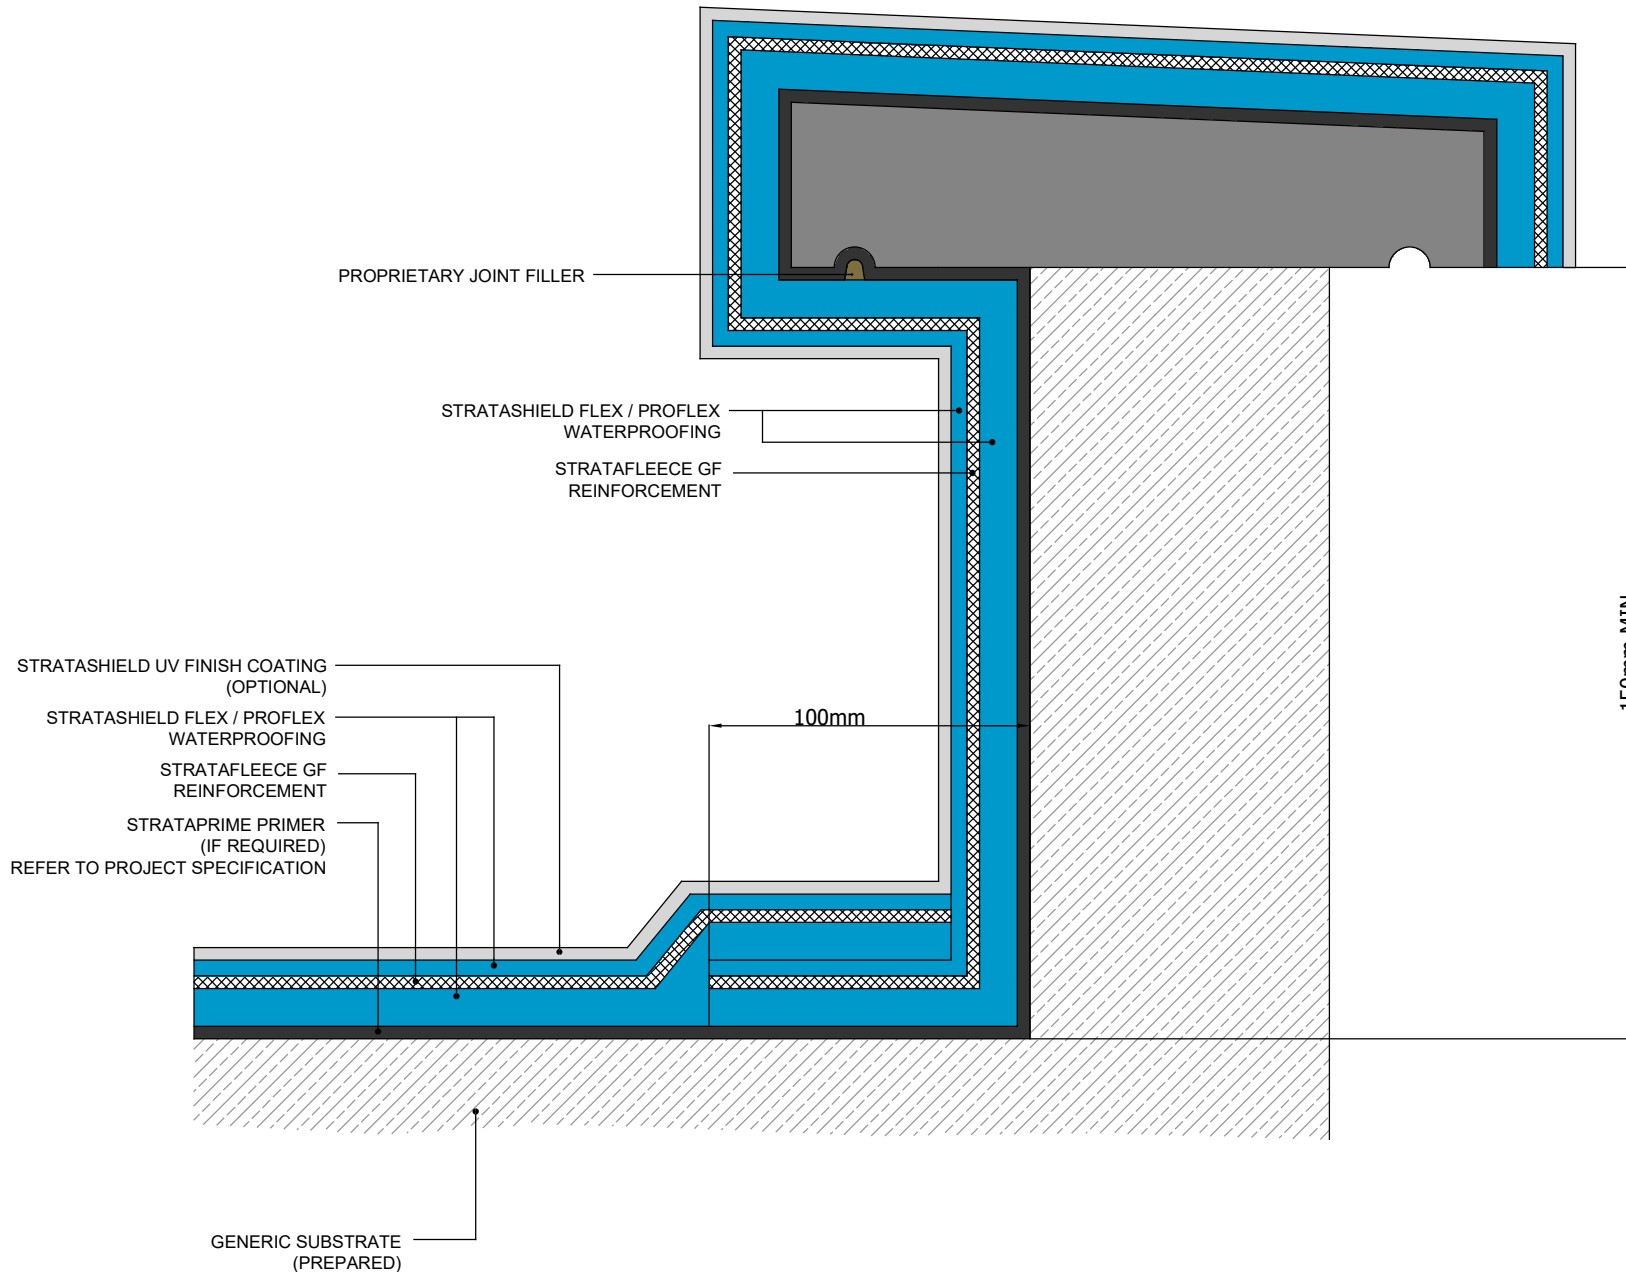 PROPRIETARY JOINT FILLER
STRATASHIELD FLEX / PROFLEX
WATERPROOFING
STRATAFLEECE GF
REINFORCEMENT
STRATASHIELD UV FINISH COATING
(OPTIONAL)
STRATASHIELD FLEX / PROFLEX
WATERPROOFING
STRATAFLEECE GF
REINFORCEMENT
STRATAPRIME PRIMER
(IF REQUIRED)
REFER TO PROJECT SPECIFICATION
100mm
GENERIC SUBSTRATE
(PREPARED)